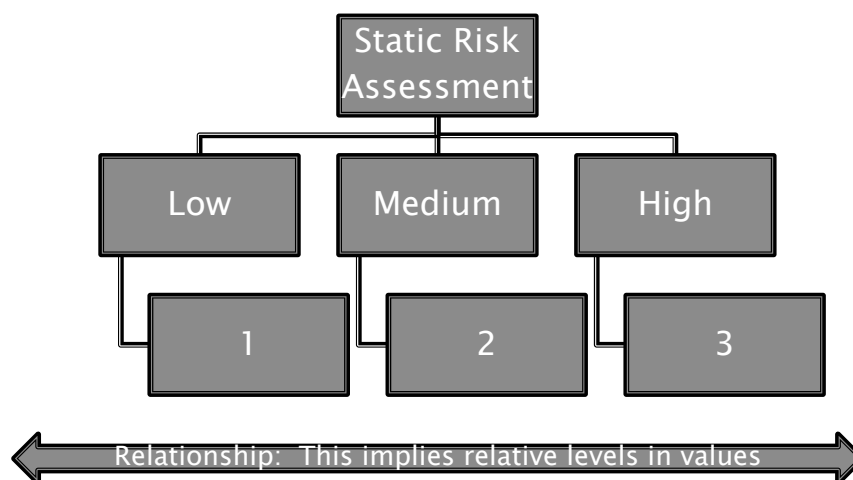 Static Risk
Assessment
Low
Medium
High
1
2
3
Relationship:  This implies relative levels in values